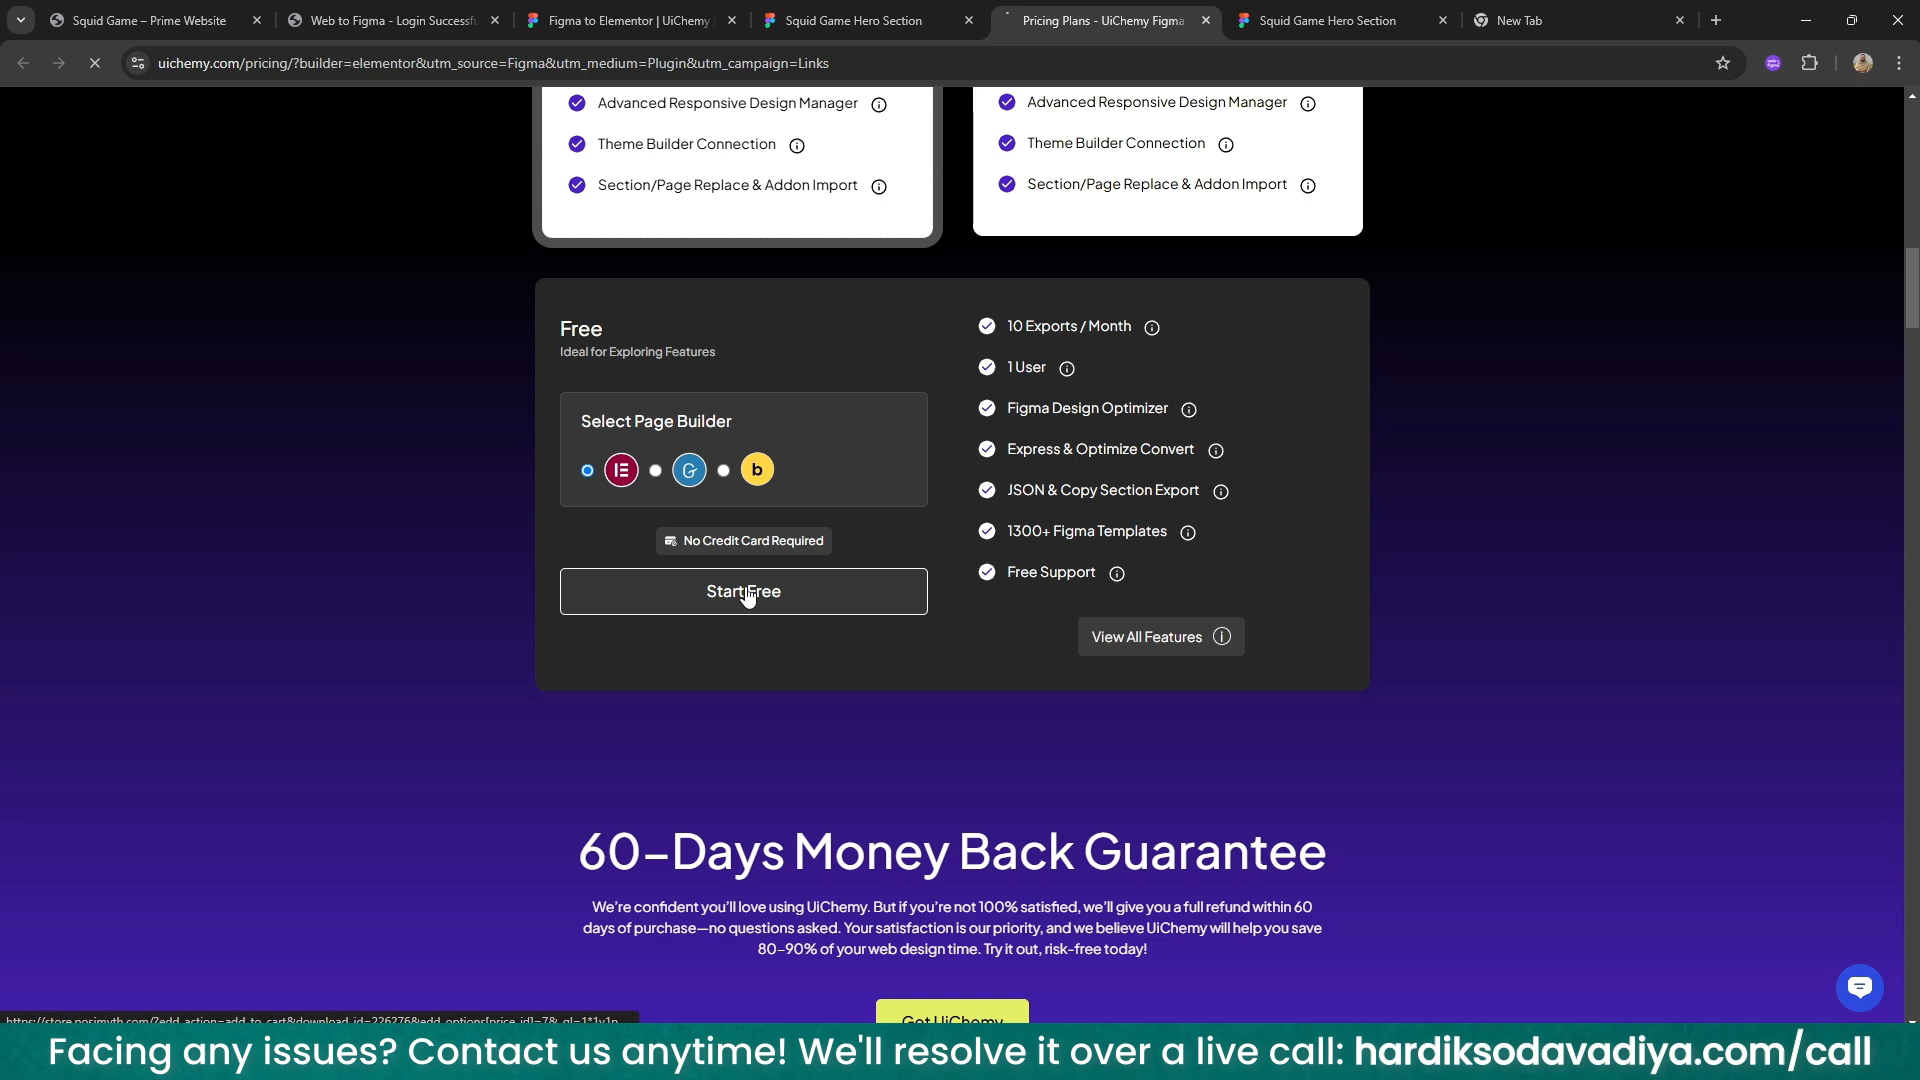 Squid Game – Prime Website
Web to Figma - Login Successfu
Figma to Elementor | UiChemy
Squid Game Hero Section
Pricing Plans - UiChemy Figma
Squid Game Hero Section
New Tab
uichemy.com/pricing/?builder=elementor&utm_source=Figma&utm_medium=Plugin&utm_campaign=Links
Advanced Responsive Design Manager
Theme Builder Connection
Section/Page Replace & Addon Import
Advanced Responsive Design Manager
Theme Builder Connection
Section/Page Replace & Addon Import
Free
Ideal for Exploring Features
Select Page Builder
No Credit Card Required
Start Free
10 Exports / Month
1 User
Figma Design Optimizer
Express & Optimize Convert
JSON & Copy Section Export
1300+ Figma Templates
Free Support
View All Features
60-Days Money Back Guarantee
We're confident you'll love using UiChemy. But if you're not 100% satisfied, we'll give you a full refund within 60
days of purchase—no questions asked. Your satisfaction is our priority, and we believe UiChemy will help you save
80-90% of your web design time. Try it out, risk-free today!
Get UiChemy
Facing any issues? Contact us anytime! We'll resolve it over a live call: hardiksodavadiya.com/call